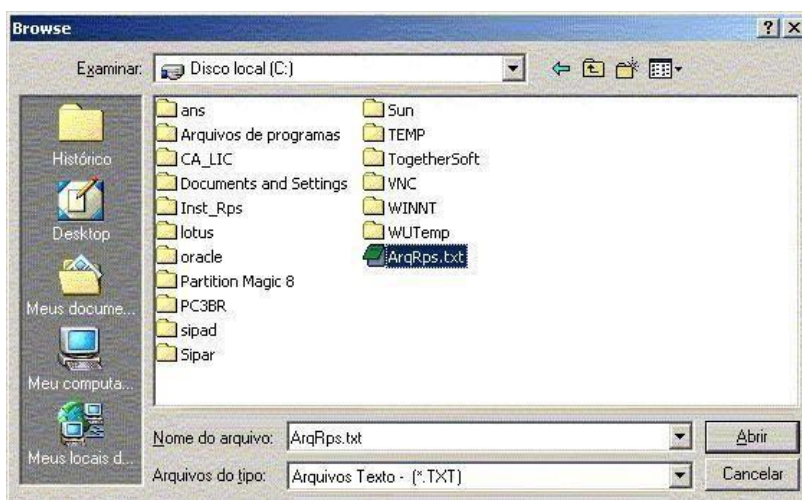 Browse
Examinar:
Disco local (C:)
Histórico
Desktop
Meus docume...
Meu computa...
Meus locais d...
ans
Arquivos de programas
CA_LIC
Documents and Settings
Inst_Rps
lotus
oracle
Partition Magic 8
PC3BR
sipad
Sipar
Sun
TEMP
TogetherSoft
VNC
WINNT
WUTemp
ArqRps.txt
Nome do arquivo: ArqRps.txt
Abrir
Arquivos do tipo: Arquivos Texto - (*.TXT)
Cancelar